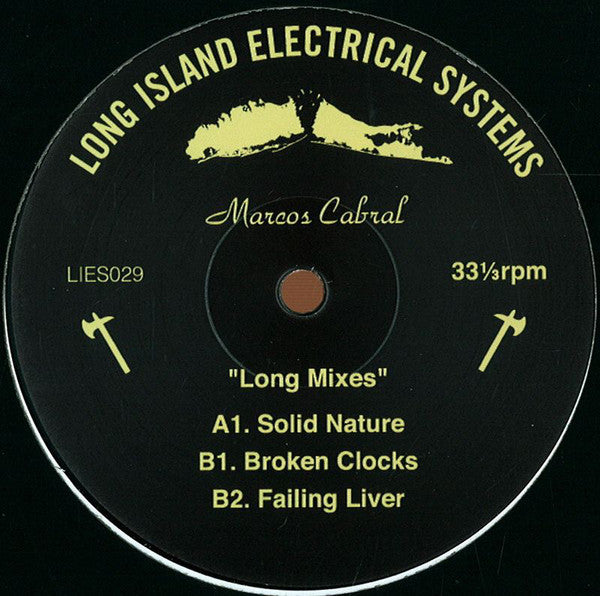 LONG ISLAND ELECTRICAL SYSTEMS
Marcos Cabral
LIES029
33⅓rpm
"Long Mixes"
A1. Solid Nature
B1. Broken Clocks
B2. Failing Liver